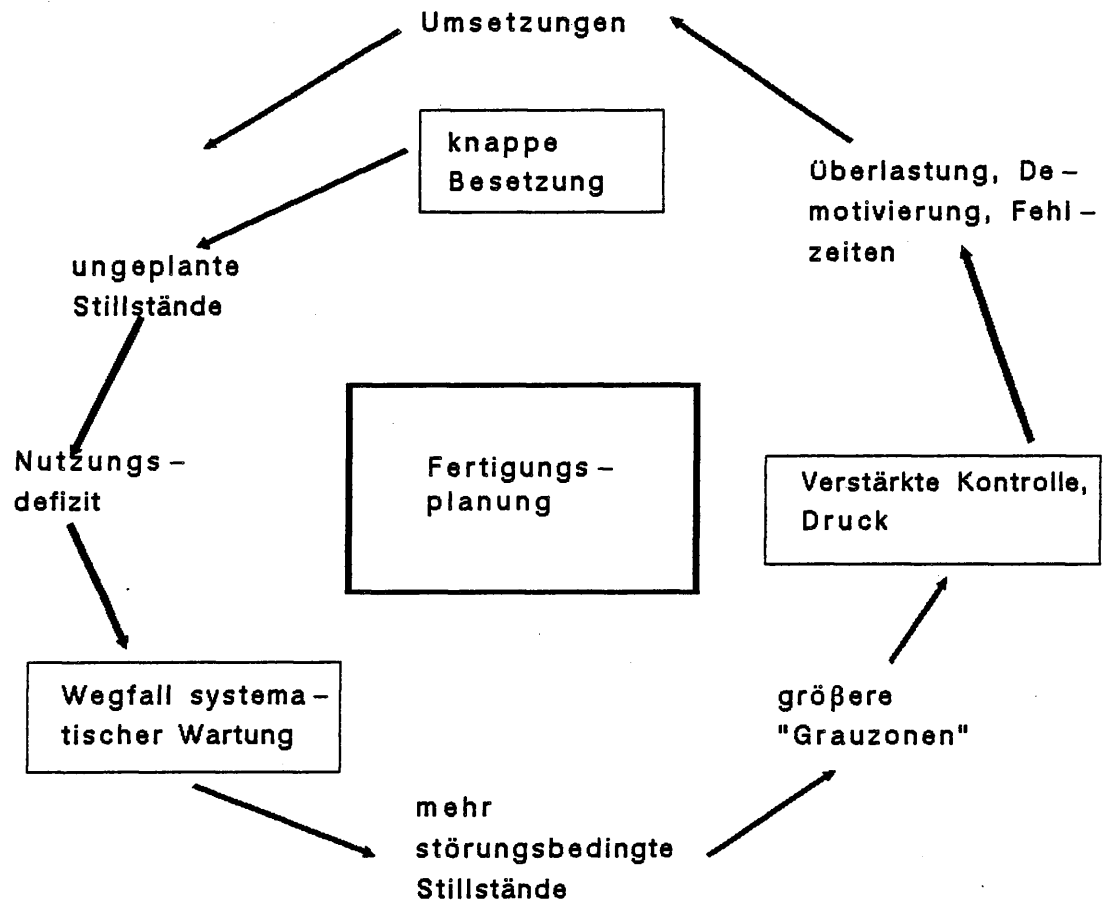 Umsetzungen
knappe
Besetzung
Überlastung, De-
motivierung, Fehl-
zeiten
ungeplante
Stillstände
Nutzungs-
defizit
Fertigungs-
planung
Verstärkte Kontrolle,
Druck
Wegfall systema-
tischer Wartung
größere
"Grauzonen"
mehr
störungsbedingte
Stillstände